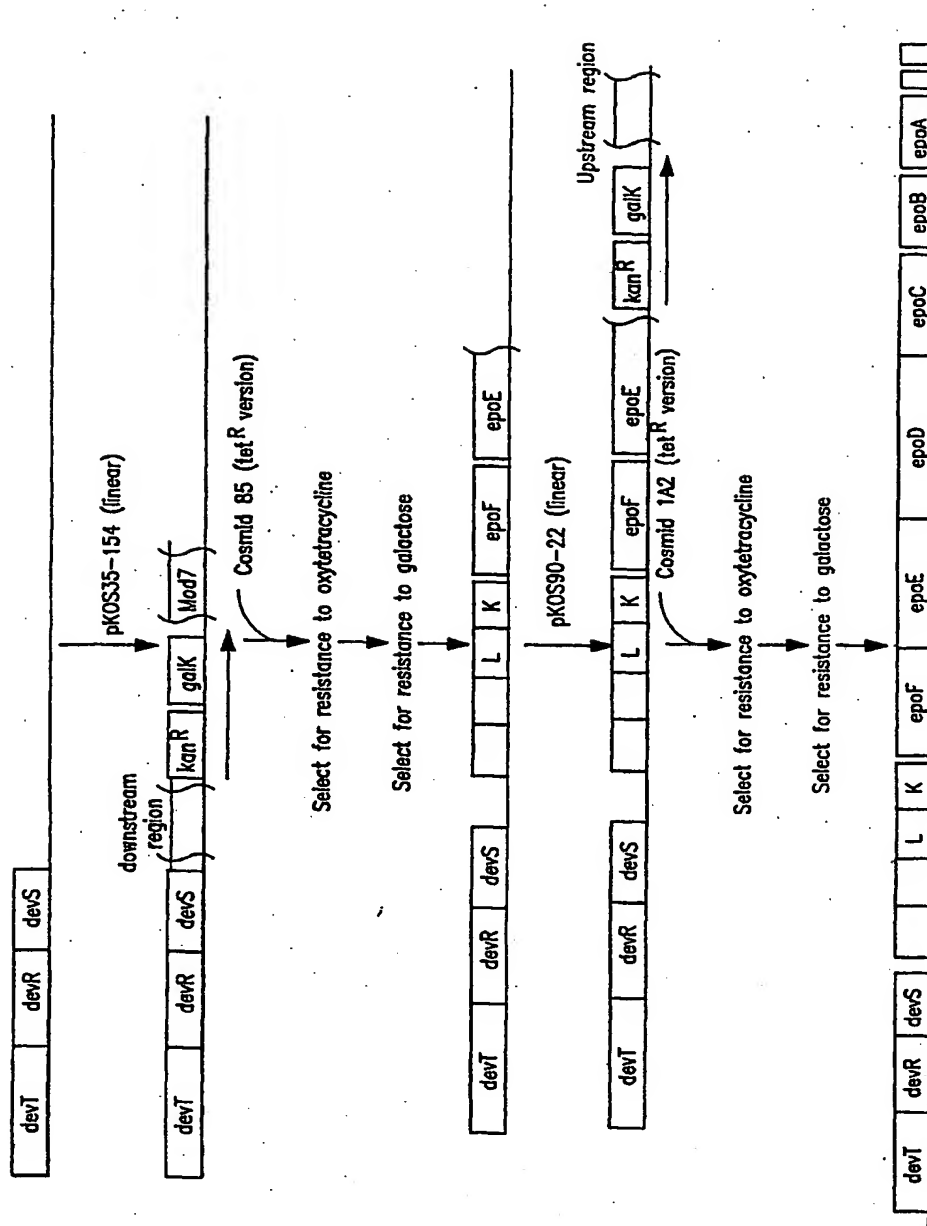 devT devR devS
pKOS35-154 (linear)
downstream
region
devT devR devS kanR galK Mod7
Cosmid 85 (tetR version)
Select for resistance to oxytetracycline
Select for resistance to galactose
devT devR devS L K epoF epoE
pKOS90-22 (linear)
Upstream region
devT devR devS L K epoF epoE kanR galK
Cosmid 1A2 (tetR version)
Select for resistance to oxytetracycline
Select for resistance to galactose
devT devR devS L K epoF epoE epoD epoC epoB epoA